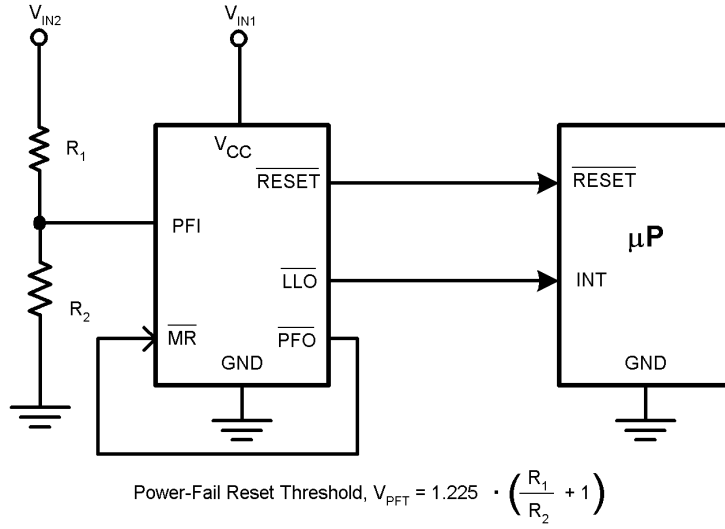 V_IN2
V_IN1
R_1
V_CC
RESET
RESET
PFI
μP
R_2
LLO
INT
MR
PFO
GND
GND
Power-Fail Reset Threshold, V_PFT = 1.225 · (R_1/R_2 + 1)